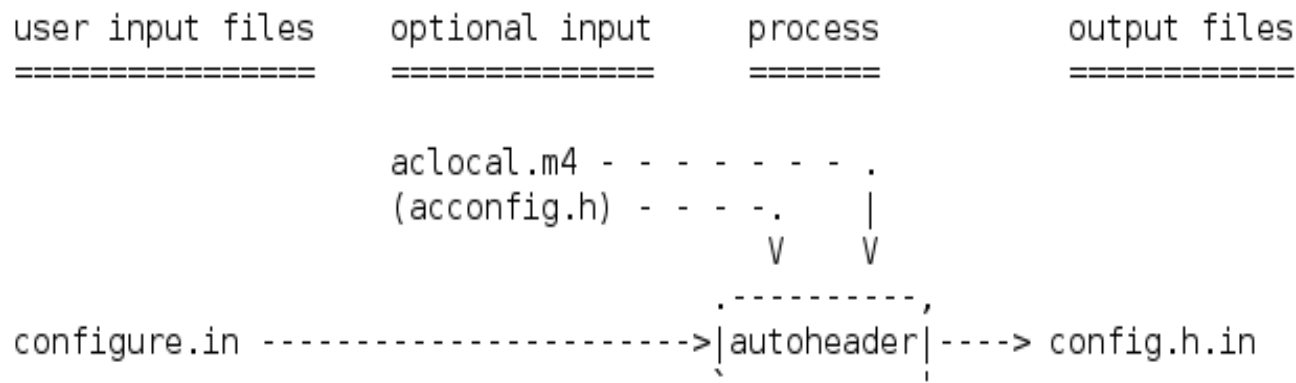 user input files    optional input      process             output files
================    ==============      =======             ============

                    aclocal.m4 - - - - - - - .
                    (acconfig.h) - - - -.    |
                                        V    V
                                     .----------,
configure.in ----------------------->|autoheader|----> config.h.in
                                     `          '